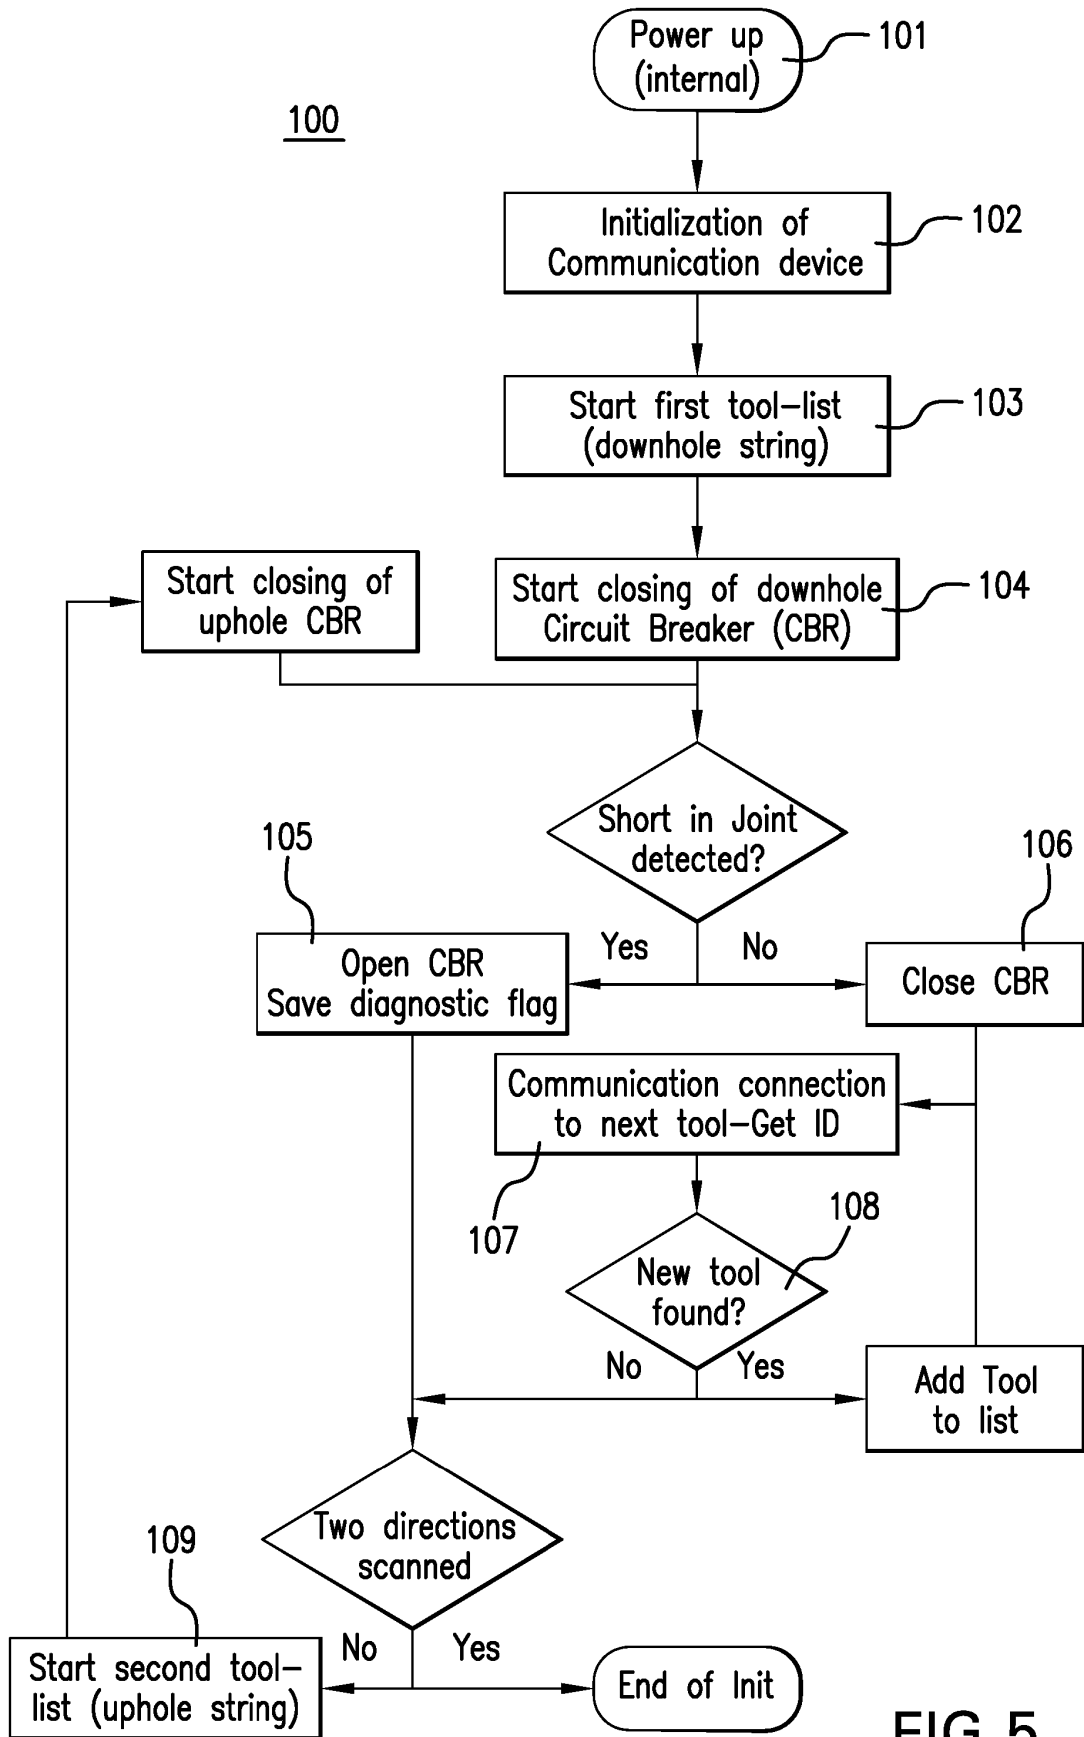 Power up
(internal)
101
100
Initialization of
Communication device
102
Start first tool-list
(downhole string)
103
Start closing of
uphole CBR
Start closing of downhole
Circuit Breaker (CBR)
104
Short in Joint
detected?
105
106
Yes
No
Open CBR
Save diagnostic flag
Close CBR
Communication connection
to next tool-Get ID
107
108
New tool
found?
No
Yes
Add Tool
to list
Two directions
scanned
109
No
Yes
Start second tool-
list (uphole string)
End of Init
FIG. 5